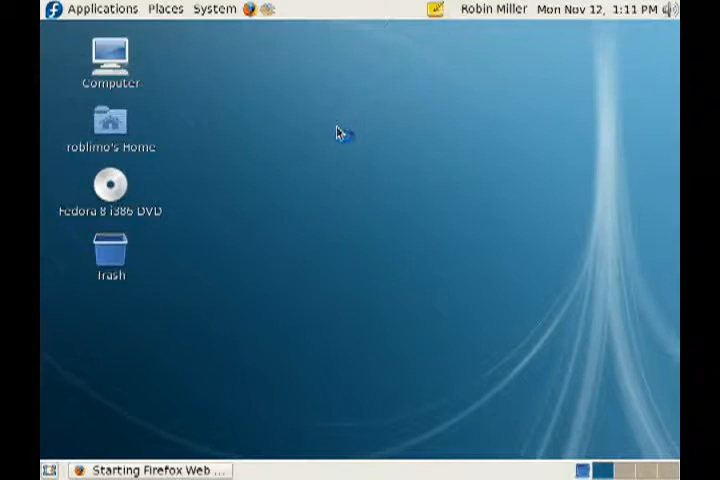 Applications Places System Robin Miller Mon Nov 12, 1:11 PM
Computer
roblimo's Home
Fedora 8 i386 DVD
Trash
Starting Firefox Web ...